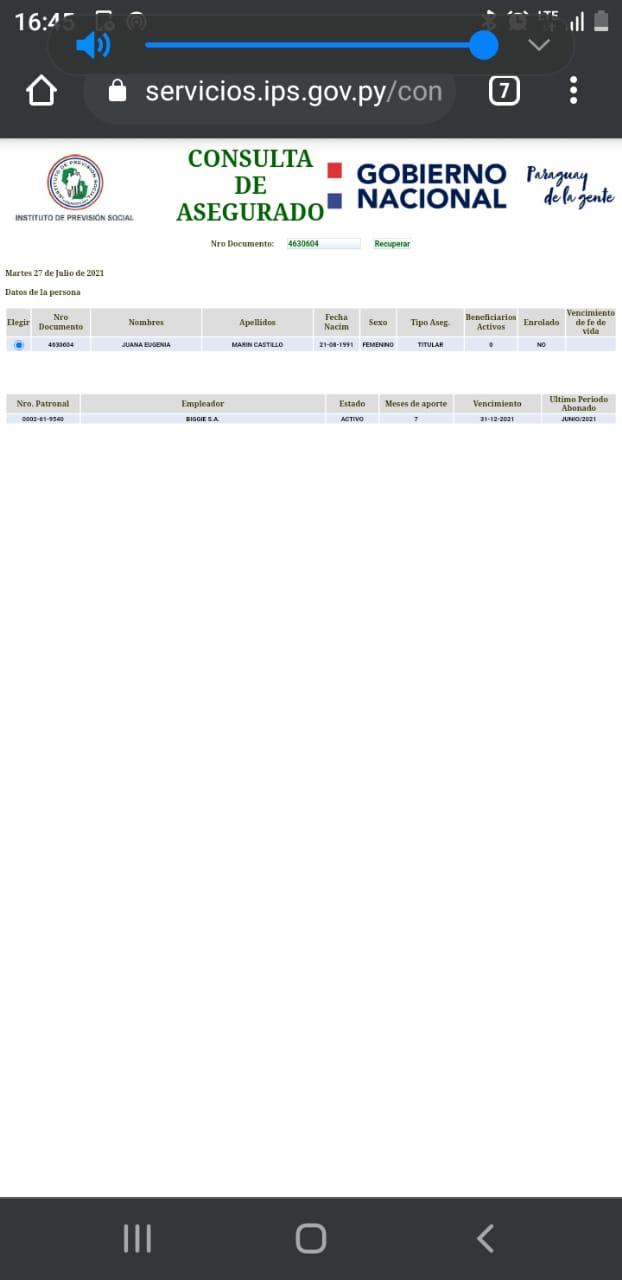 16:45
LTE
servicios.ips.gov.py/con
7
INSTITUTO DE PREVISIÓN SOCIAL
CONSULTA
DE
ASEGURADO
GOBIERNO
NACIONAL
Paraguay
de la gente
Nro Documento: 4630604 Recuperar
Martes 27 de Julio de 2021
Datos de la persona
Elegir Nro Documento Nombres Apellidos Fecha Nacim Sexo Tipo Aseg. Beneficiarios Activos Enrolado Vencimiento de fe de vida
4630604 JUANA EUGENIA MARIN CASTILLO 21-08-1991 FEMENINO TITULAR 0 NO
Nro. Patronal Empleador Estado Meses de aporte Vencimiento Ultimo Periodo Abonado
0002-61-9540 BIGGIE S.A. ACTIVO 7 31-12-2021 JUNIO/2021